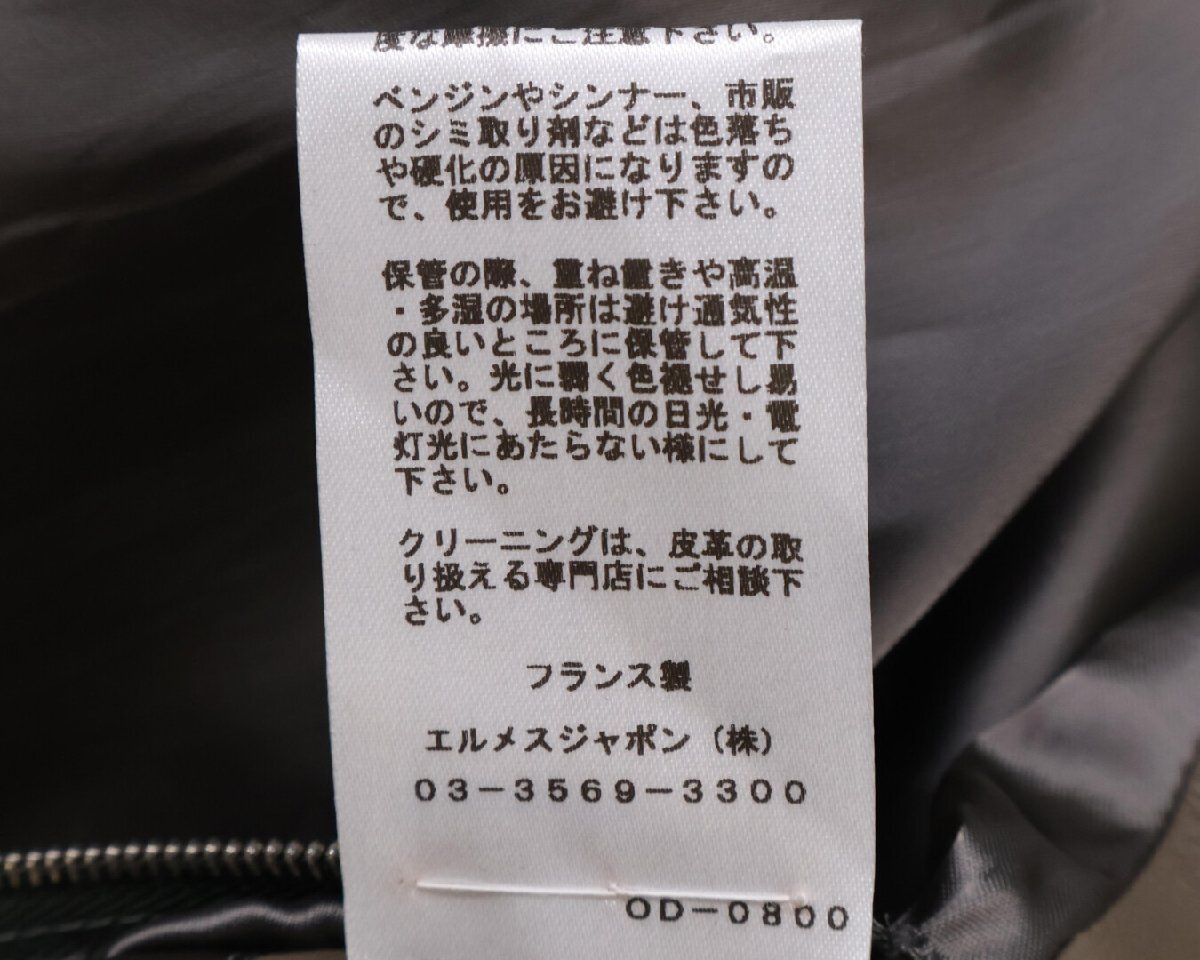 度な摩擦にご注意下さい。
ベンジンやシンナー、市販
のシミ取り剤などは色落ち
や硬化の原因になりますの
で、使用をお避け下さい。
保管の際、重ね置きや高温
・多湿の場所は避け通気性
の良いところに保管して下
さい。光に弱く色褪せし易
いので、長時間の日光・電
灯光にあたらない様にして
下さい。
クリーニングは、皮革の取
り扱える専門店にご相談下
さい。
フランス製
エルメスジャポン（株）
03-3569-3300
OD-0800